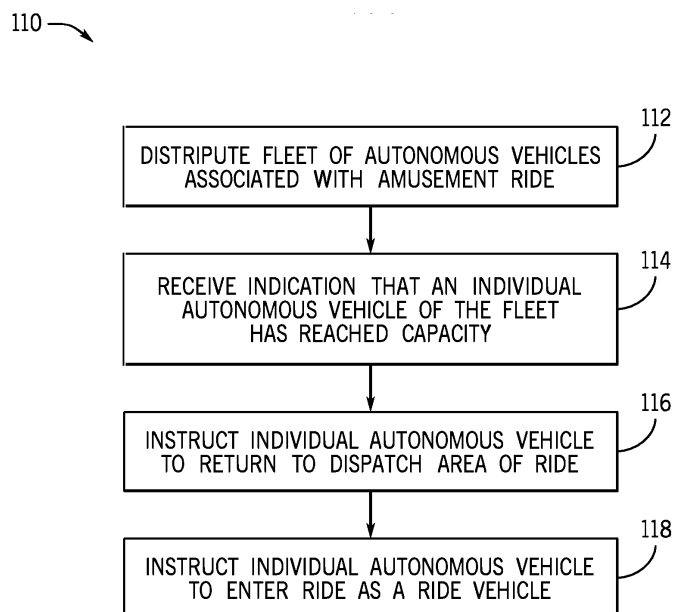 110
112
DISTRIPUTE FLEET OF AUTONOMOUS VEHICLES
ASSOCIATED WITH AMUSEMENT RIDE
114
RECEIVE INDICATION THAT AN INDIVIDUAL
AUTONOMOUS VEHICLE OF THE FLEET
HAS REACHED CAPACITY
116
INSTRUCT INDIVIDUAL AUTONOMOUS VEHICLE
TO RETURN TO DISPATCH AREA OF RIDE
118
INSTRUCT INDIVIDUAL AUTONOMOUS VEHICLE
TO ENTER RIDE AS A RIDE VEHICLE